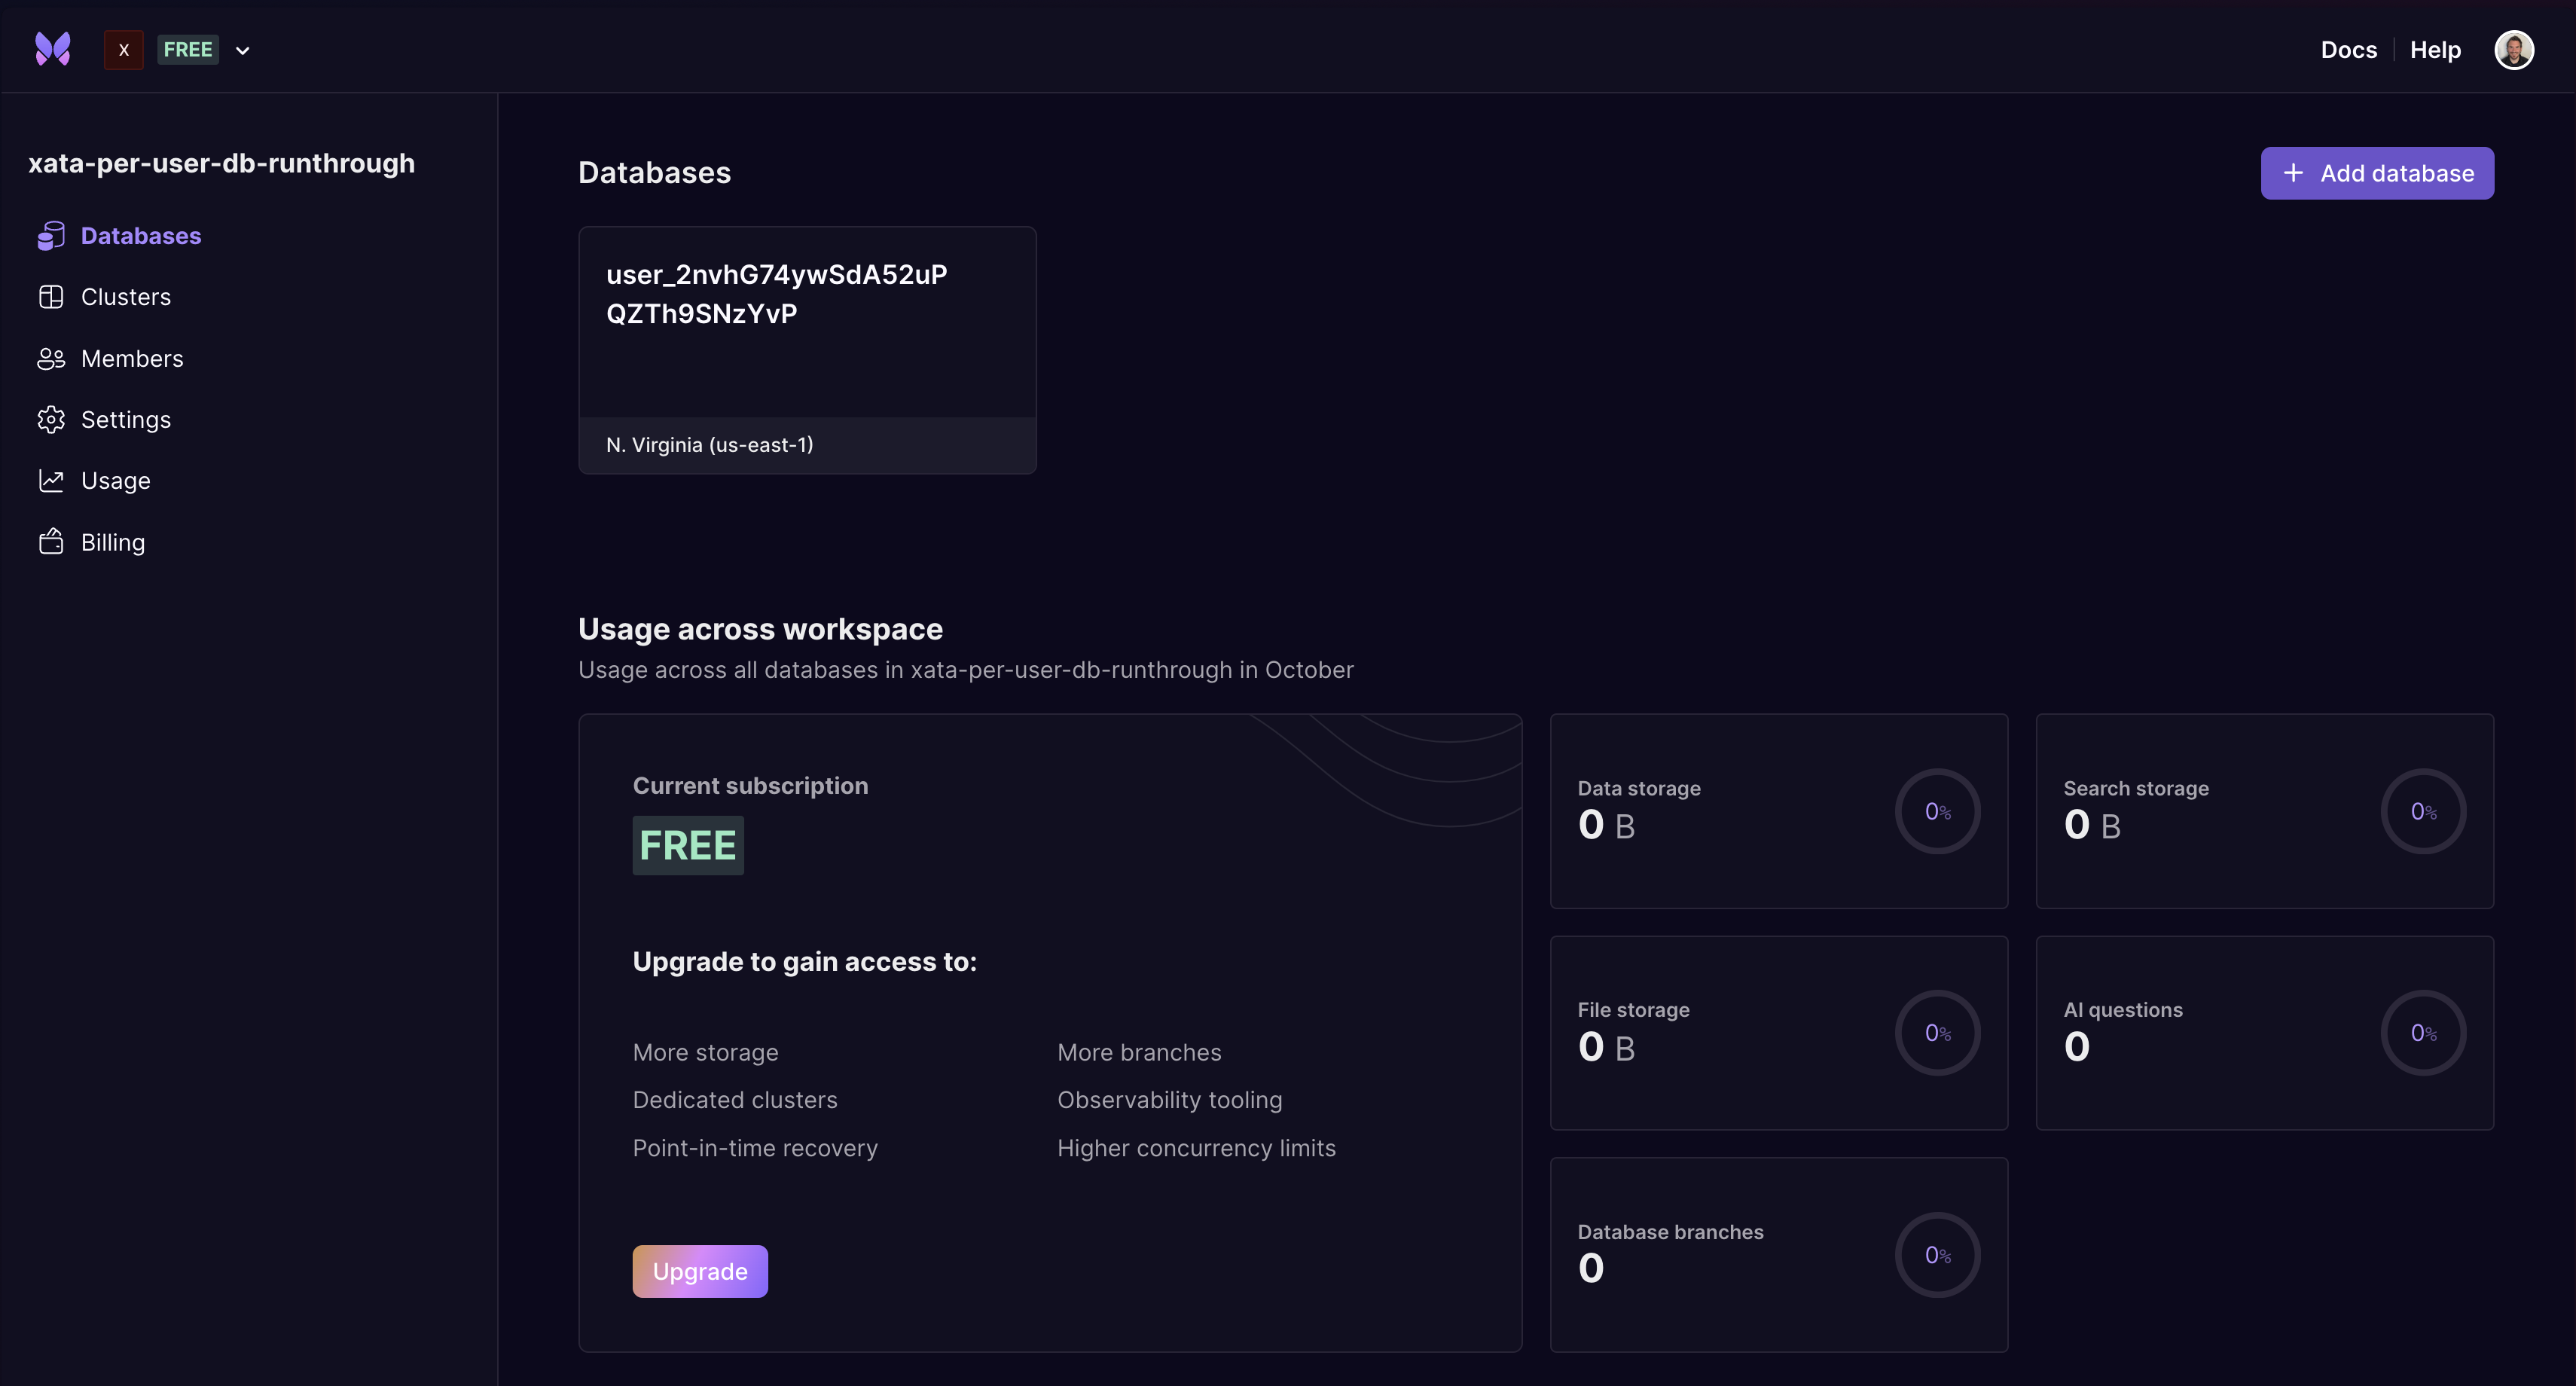 X FREE
Docs Help
xata-per-user-db-runthrough
Databases
Clusters
Members
Settings
Usage
Billing
Databases
+ Add database
user_2nvhG74ywSdA52uP
QZTh9SNzYvP
N. Virginia (us-east-1)
Usage across workspace
Usage across all databases in xata-per-user-db-runthrough in October
Current subscription
FREE
Upgrade to gain access to:
More storage
More branches
Dedicated clusters
Observability tooling
Point-in-time recovery
Higher concurrency limits
Upgrade
Data storage
0 B
0%
Search storage
0 B
0%
File storage
0 B
0%
AI questions
0
0%
Database branches
0
0%